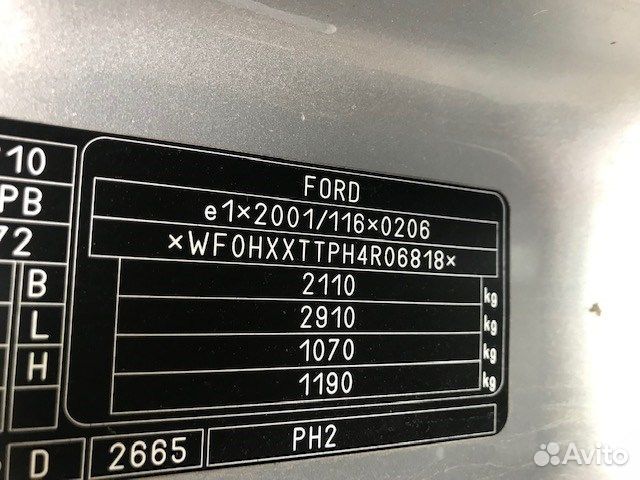 10
FORD
PB
e1×2001/116×0206
72
×WF0HXXTTPH4R06818×
B
2110
kg
L
2910
kg
H
1070
kg
1190
kg
D
2665
PH2
Avito